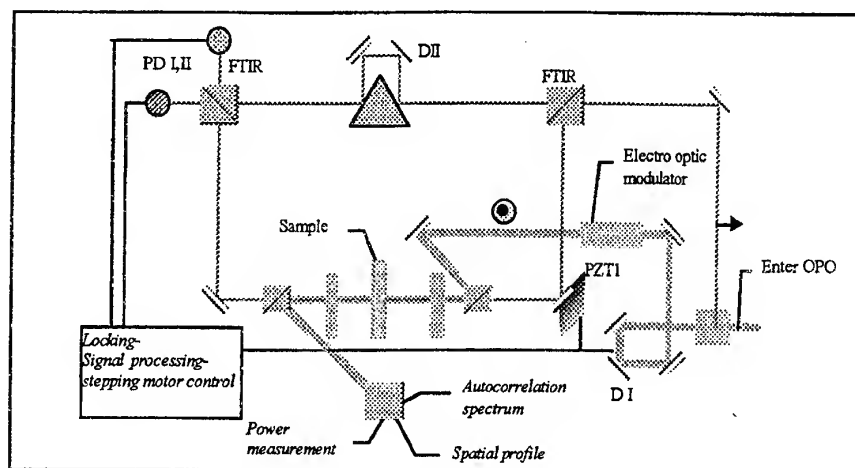 DII
PD I,II
FTIR
FTIR
Electro optic
modulator
Sample
PZT1
Enter OPO
Locking-
Signal processing-
stepping motor control
D I
Autocorrelation
spectrum
Power
measurement
Spatial profile